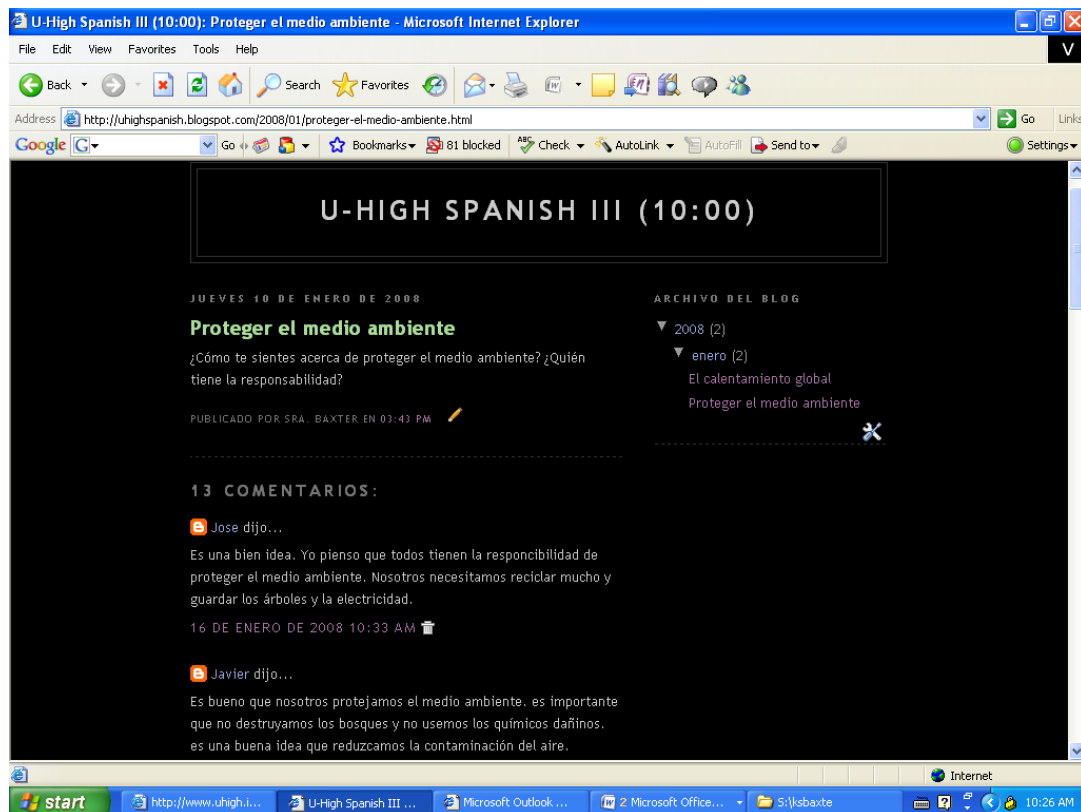 U-High Spanish III (10:00): Proteger el medio ambiente - Microsoft Internet Explorer
File Edit View Favorites Tools Help
Back Search Favorites
Address http://uhighspanish.blogspot.com/2008/01/proteger-el-medio-ambiente.html Go Links
Google G Go Bookmarks 81 blocked ABC Check AutoLink AutoFill Send to Settings
U-HIGH SPANISH III (10:00)
JUEVES 10 DE ENERO DE 2008
Proteger el medio ambiente
¿Cómo te sientes acerca de proteger el medio ambiente? ¿Quién
tiene la responsabilidad?
PUBLICADO POR SRA. BAXTER EN 03:43 PM
13 COMENTARIOS:
Jose dijo...
Es una bien idea. Yo pienso que todos tienen la responcibilidad de
proteger el medio ambiente. Nosotros necesitamos reciclar mucho y
guardar los árboles y la electricidad.
16 DE ENERO DE 2008 10:33 AM
Javier dijo...
Es bueno que nosotros protejamos el medio ambiente. es importante
que no destruyamos los bosques y no usemos los químicos dañinos.
es una buena idea que reduzcamos la contaminación del aire.
ARCHIVO DEL BLOG
2008 (2)
enero (2)
El calentamiento global
Proteger el medio ambiente
Internet
start http://www.uhigh.i... U-High Spanish III ... Microsoft Outlook ... 2 Microsoft Office... S:\ksbaxte 10:26 AM